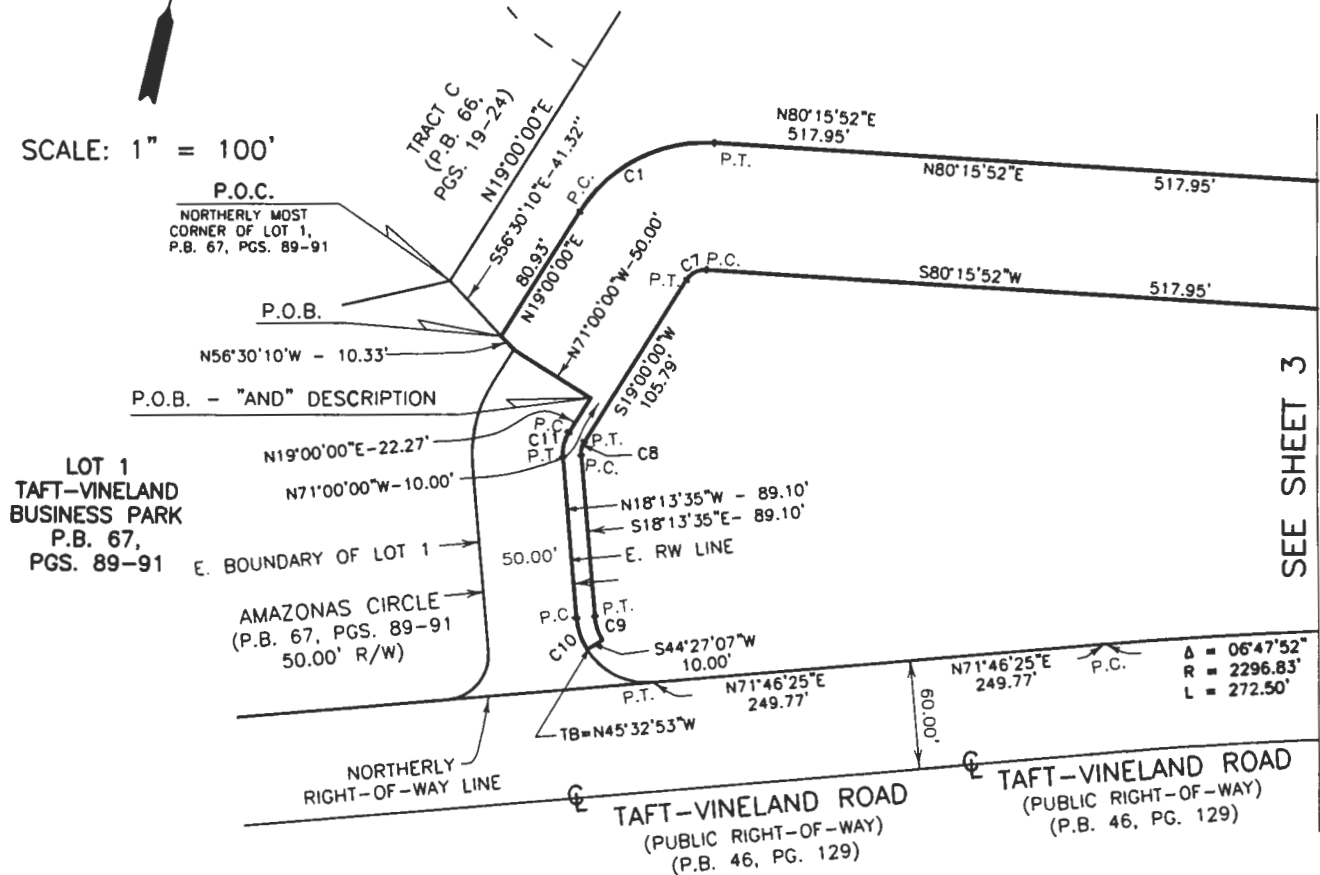 SCALE: 1" = 100'
TRACT C
(P.B. 66,
PGS. 19-24)
N19°00'00"E
S56°30'10"E-41.32"
80.93'
N19°00'00"E
P.C.
C1
P.T.
N80°15'52"E
517.95'
N80°15'52"E
517.95'
P.O.C.
NORTHERLY MOST
CORNER OF LOT 1,
P.B. 67, PGS. 89-91
P.O.B.
N71°00'00"W-50.00'
P.T.
C7
P.C.
S80°15'52"W
517.95'
N56°30'10"W - 10.33'
S19°00'00"W
105.79'
P.O.B. - "AND" DESCRIPTION
N19°00'00"E-22.27'
P.C.
C11
P.T.
P.T.
C8
P.C.
N71°00'00"W-10.00'
LOT 1
TAFT-VINELAND
BUSINESS PARK
P.B. 67,
PGS. 89-91
N18°13'35"W - 89.10'
S18°13'35"E- 89.10'
E. BOUNDARY OF LOT 1
50.00'
E. RW LINE
AMAZONAS CIRCLE
(P.B. 67, PGS. 89-91
50.00' R/W)
P.C.
P.T.
C9
C10
S44°27'07"W
10.00'
P.T.
N71°46'25"E
249.77'
N71°46'25"E
249.77'
P.C.
Δ = 06°47'52"
R = 2296.83'
L = 272.50'
SEE SHEET 3
TB=N45°32'53"W
60.00'
NORTHERLY
RIGHT-OF-WAY LINE
℄
TAFT-VINELAND ROAD
(PUBLIC RIGHT-OF-WAY)
(P.B. 46, PG. 129)
℄
TAFT-VINELAND ROAD
(PUBLIC RIGHT-OF-WAY)
(P.B. 46, PG. 129)